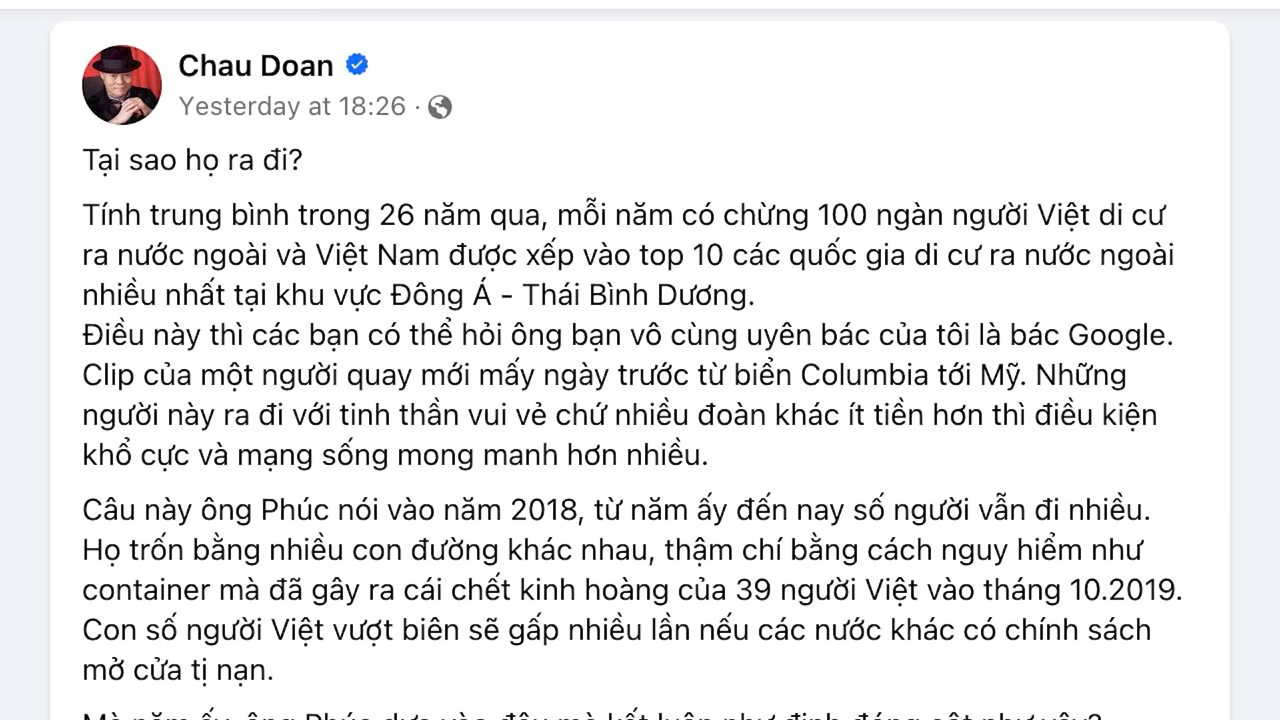 Chau Doan
Yesterday at 18:26 ·
Tại sao họ ra đi?
Tính trung bình trong 26 năm qua, mỗi năm có chừng 100 ngàn người Việt di cư
ra nước ngoài và Việt Nam được xếp vào top 10 các quốc gia di cư ra nước ngoài
nhiều nhất tại khu vực Đông Á - Thái Bình Dương.
Điều này thì các bạn có thể hỏi ông bạn vô cùng uyên bác của tôi là bác Google.
Clip của một người quay mới mấy ngày trước từ biển Columbia tới Mỹ. Những
người này ra đi với tinh thần vui vẻ chứ nhiều đoàn khác ít tiền hơn thì điều kiện
khổ cực và mạng sống mong manh hơn nhiều.
Câu này ông Phúc nói vào năm 2018, từ năm ấy đến nay số người vẫn đi nhiều.
Họ trốn bằng nhiều con đường khác nhau, thậm chí bằng cách nguy hiểm như
container mà đã gây ra cái chết kinh hoàng của 39 người Việt vào tháng 10.2019.
Con số người Việt vượt biên sẽ gấp nhiều lần nếu các nước khác có chính sách
mở cửa tị nạn.